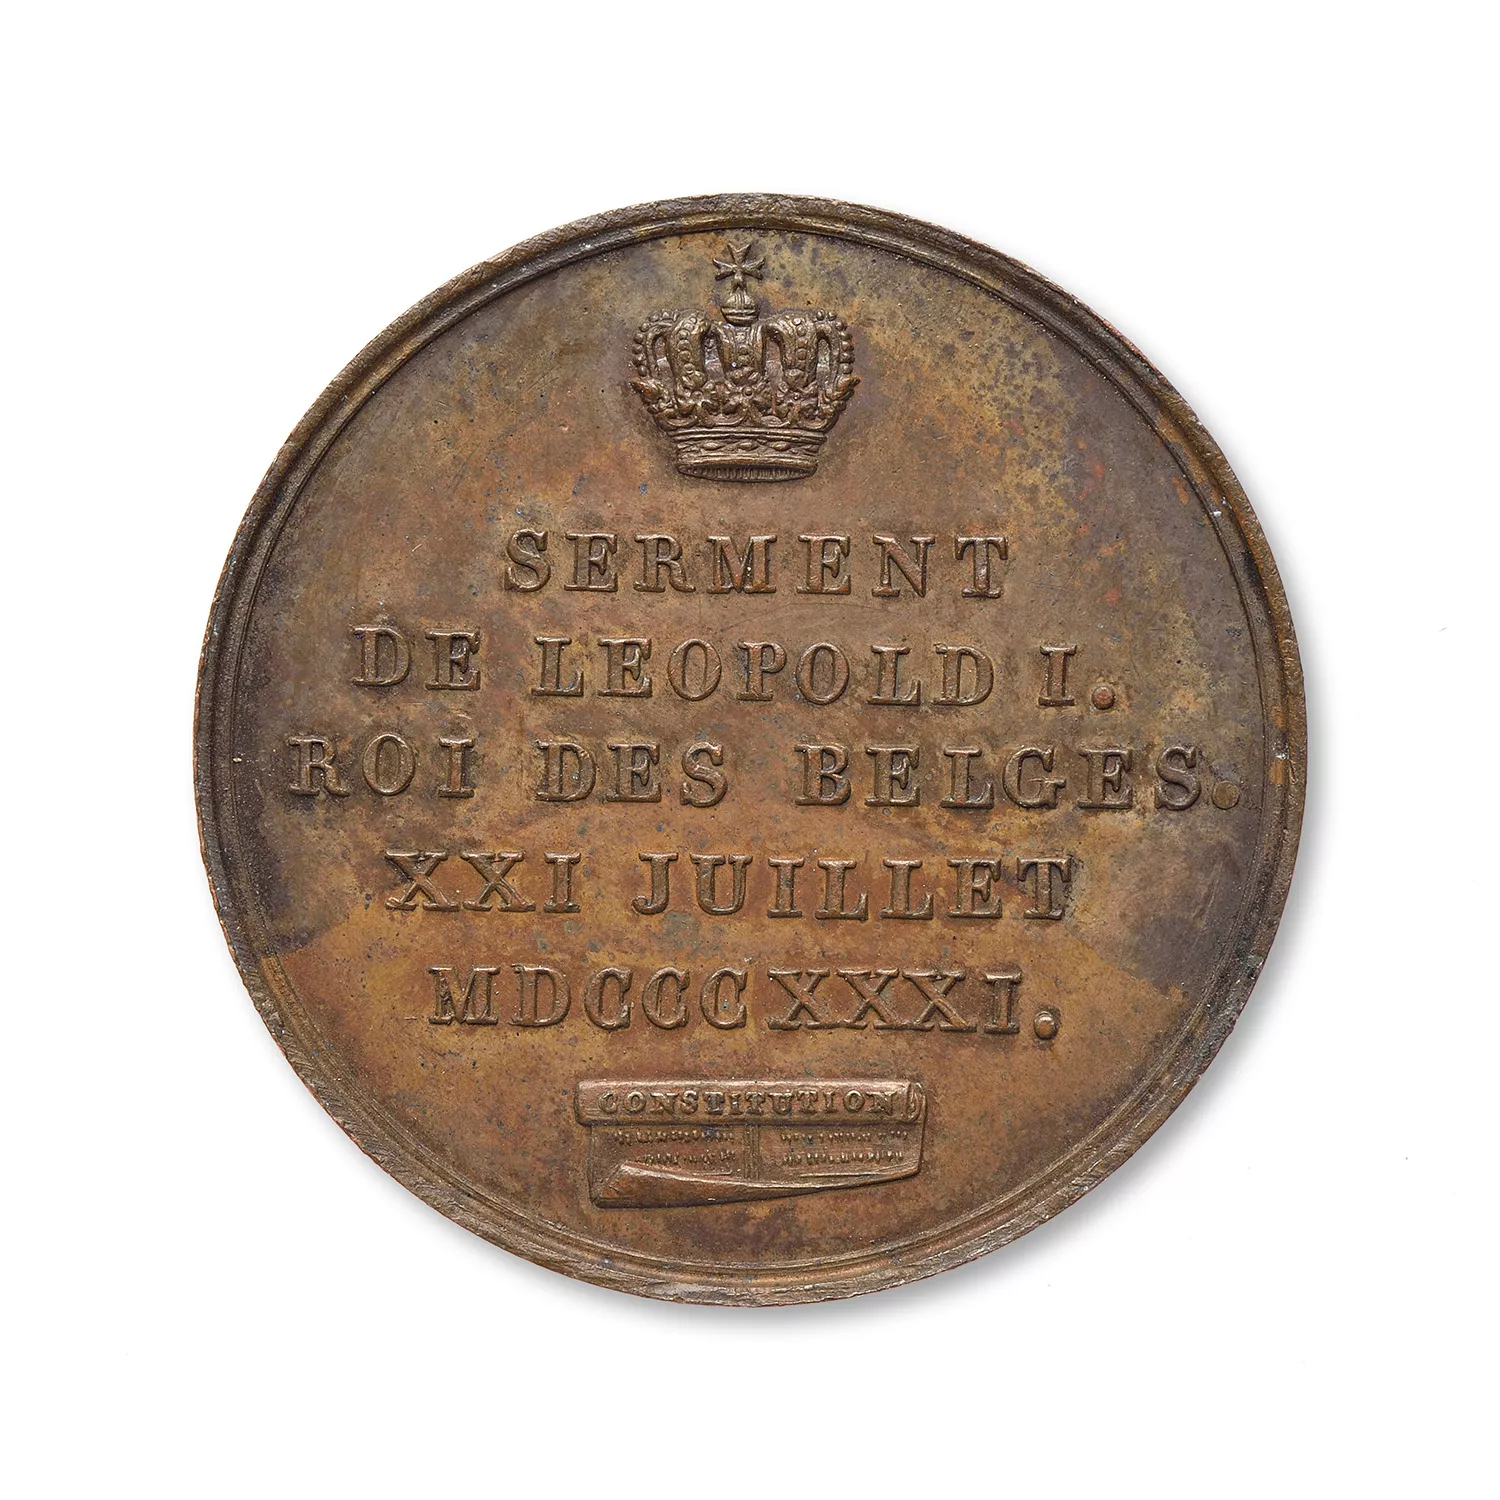 SERMENT
DE LEOPOLD I.
ROI DES BELGES.
XXI JUILLET
MDCCCXXXI.
CONSTITUTION